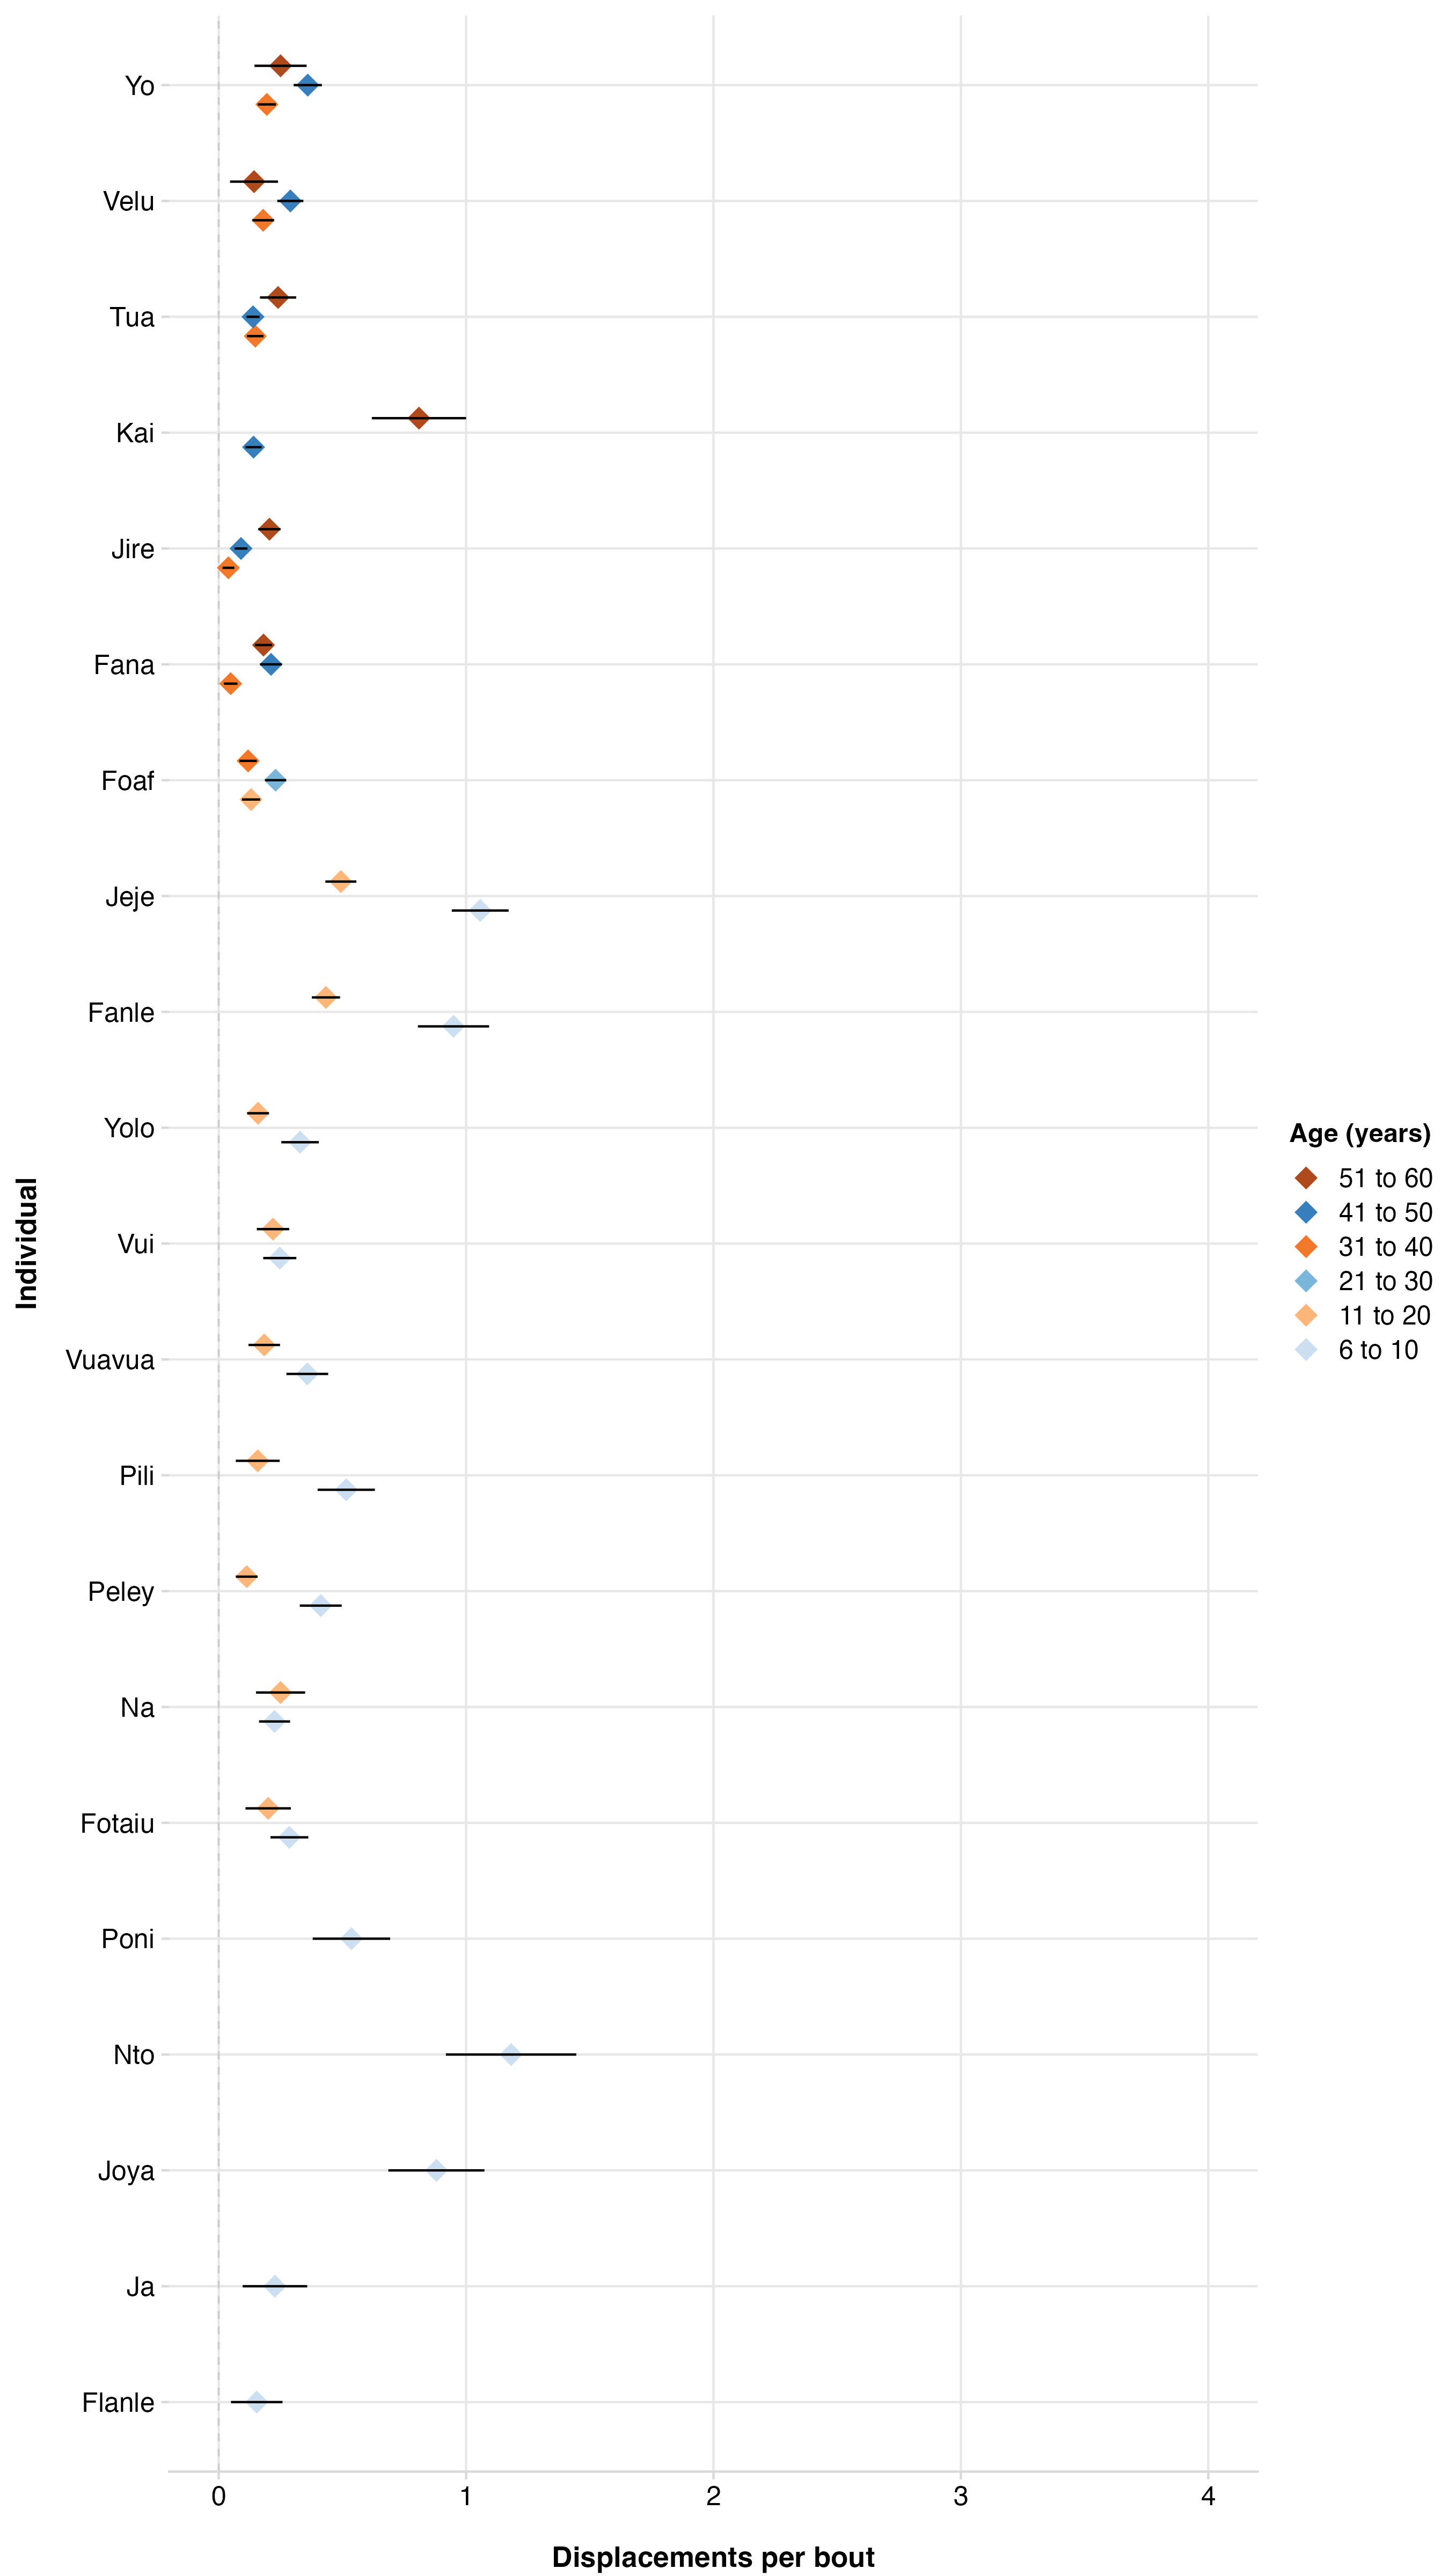 Yo
Velu
Tua
Kai
Jire
Fana
Foaf
Jeje
Fanle
Yolo
Vui
Vuavua
Pili
Peley
Na
Fotaiu
Poni
Nto
Joya
Ja
Flanle
Individual
0 1 2 3 4
Displacements per bout
Age (years)
51 to 60
41 to 50
31 to 40
21 to 30
11 to 20
6 to 10